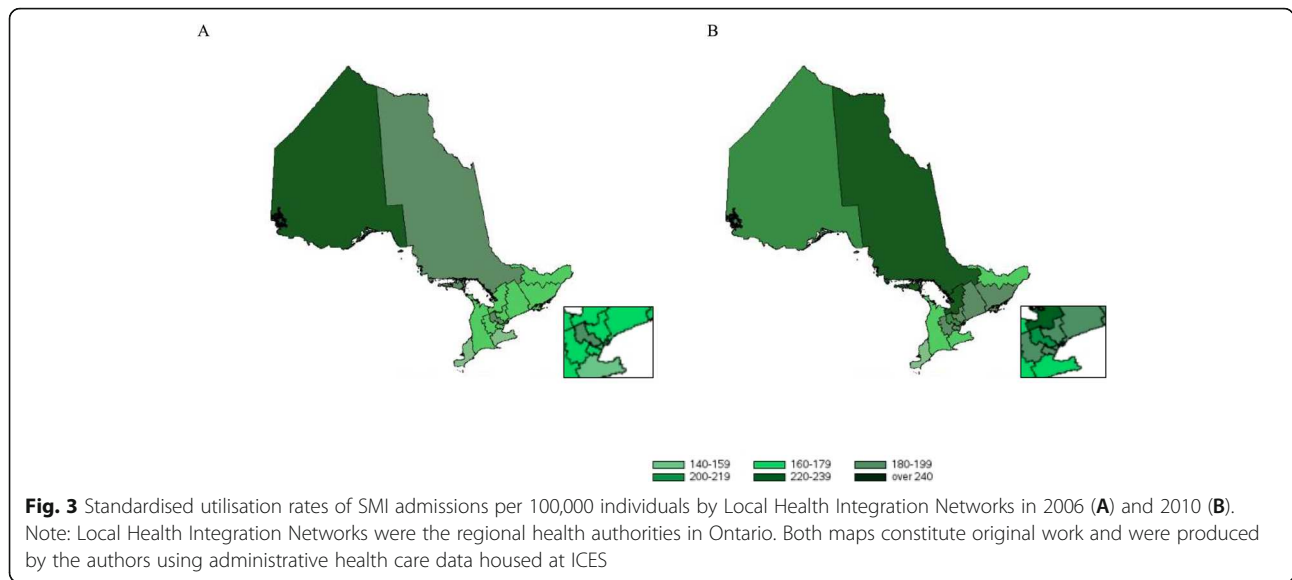 A B
140-159 160-179 180-199
200-219 220-239 over 240
Fig. 3 Standardised utilisation rates of SMI admissions per 100,000 individuals by Local Health Integration Networks in 2006 (A) and 2010 (B).
Note: Local Health Integration Networks were the regional health authorities in Ontario. Both maps constitute original work and were produced
by the authors using administrative health care data housed at ICES